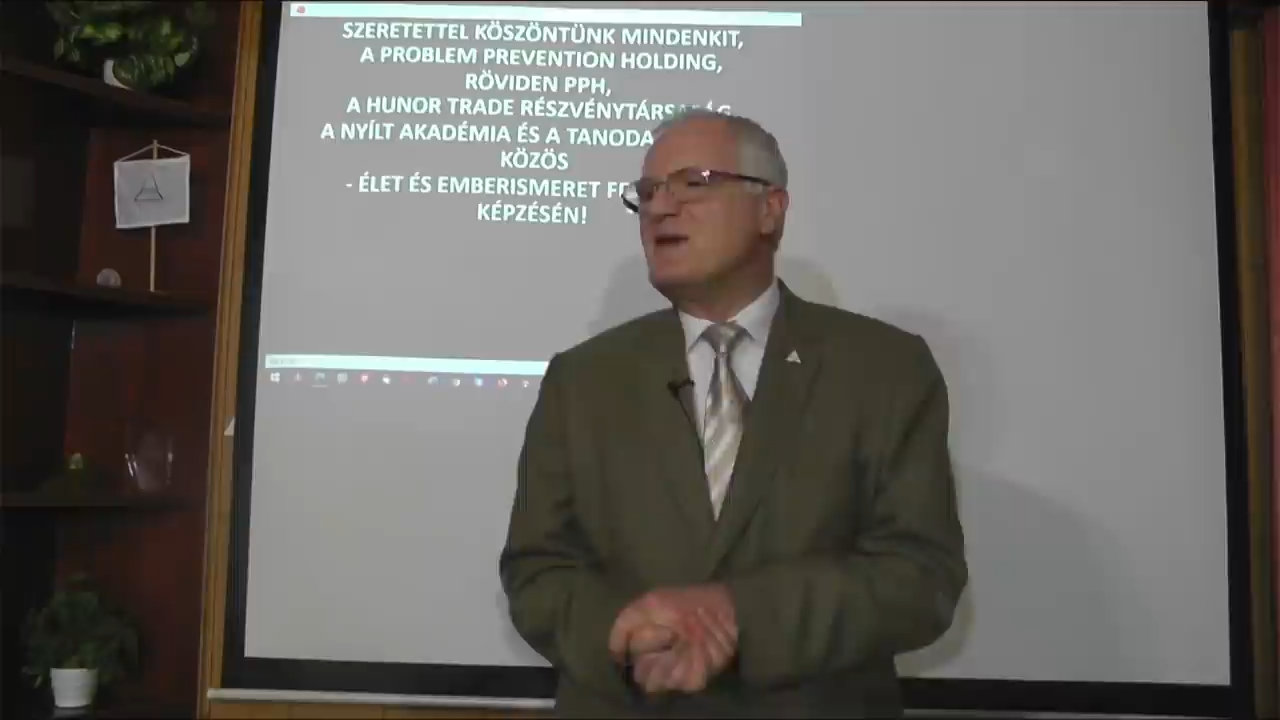 SZERETETTEL KÖSZÖNTÜNK MINDENKIT,
A PROBLEM PREVENTION HOLDING,
RÖVIDEN PPH,
A HUNOR TRADE
A NYÍLT AKADÉMIA ÉS A TANODA
KÖZÖS
- ÉLET ÉS EMBERISMERET
KÉPZÉSÉN!